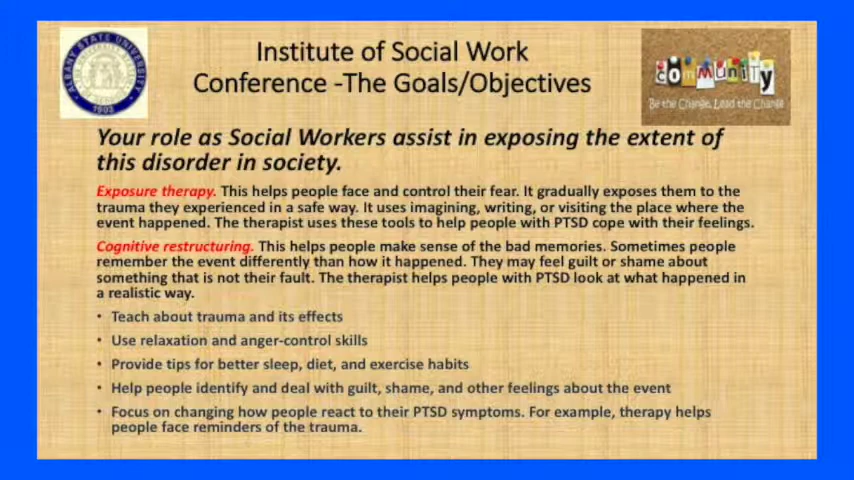 Institute of Social Work
Conference -The Goals/Objectives
ALBANY STATE UNIVERSITY
1903
community
Be the Change, Lead the Change
Your role as Social Workers assist in exposing the extent of
this disorder in society.
Exposure therapy. This helps people face and control their fear. It gradually exposes them to the
trauma they experienced in a safe way. It uses imagining, writing, or visiting the place where the
event happened. The therapist uses these tools to help people with PTSD cope with their feelings.
Cognitive restructuring. This helps people make sense of the bad memories. Sometimes people
remember the event differently than how it happened. They may feel guilt or shame about
something that is not their fault. The therapist helps people with PTSD look at what happened in
a realistic way.
• Teach about trauma and its effects
• Use relaxation and anger-control skills
• Provide tips for better sleep, diet, and exercise habits
• Help people identify and deal with guilt, shame, and other feelings about the event
• Focus on changing how people react to their PTSD symptoms. For example, therapy helps
people face reminders of the trauma.